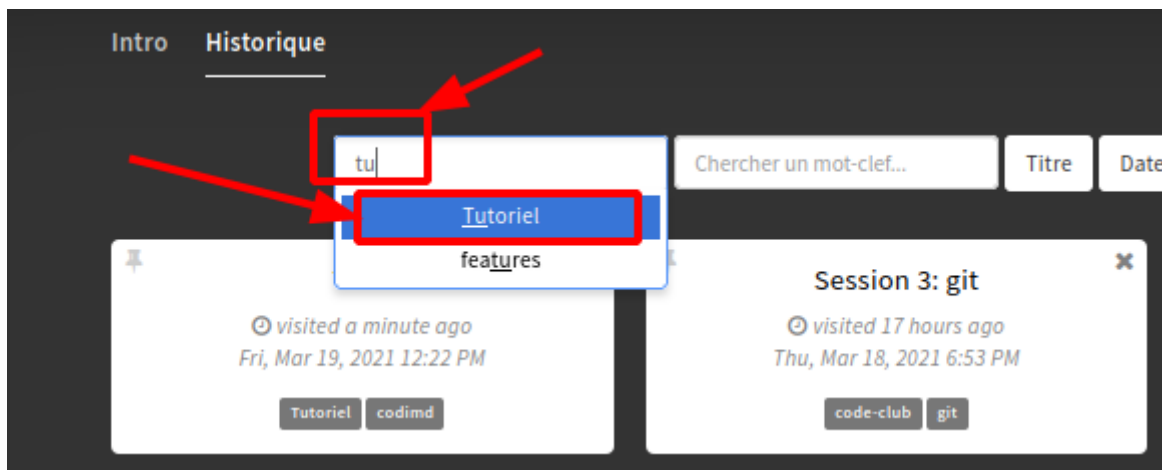 Intro Historique
tu Chercher un mot-clef... Titre Date
Tutoriel
features
visited a minute ago
Fri, Mar 19, 2021 12:22 PM
Tutoriel codimd
Session 3: git
visited 17 hours ago
Thu, Mar 18, 2021 6:53 PM
code-club git